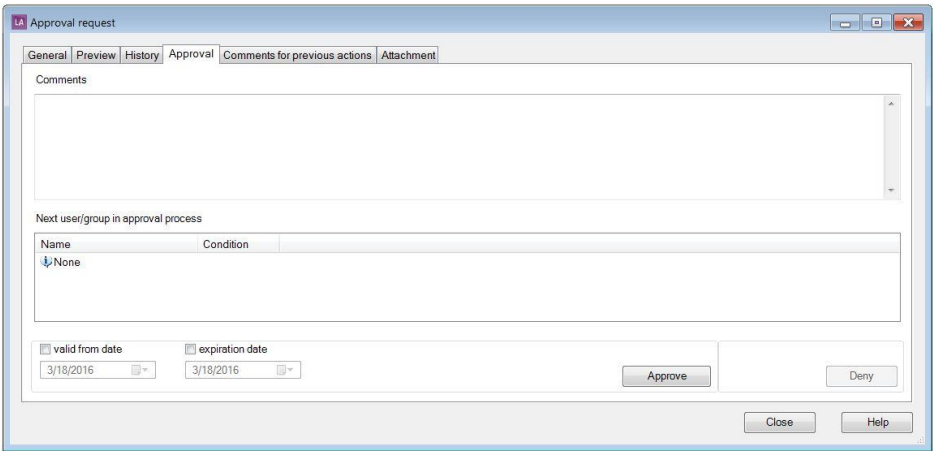 LA Approval request
General Preview History Approval Comments for previous actions Attachment
Comments
Next user/group in approval process
Name Condition
None
valid from date expiration date
3/18/2016 3/18/2016
Approve Deny
Close Help